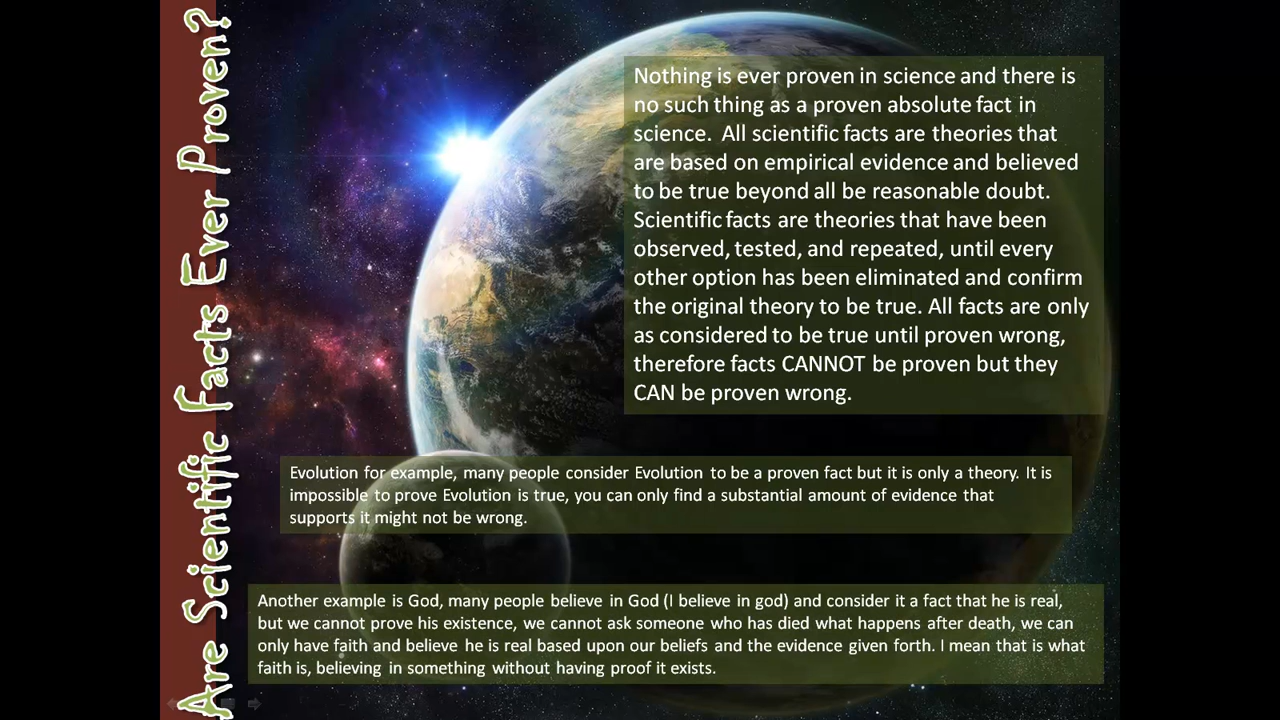 Are Scientific Facts Ever Proven?
Nothing is ever proven in science and there is
no such thing as a proven absolute fact in
science.  All scientific facts are theories that
are based on empirical evidence and believed
to be true beyond all be reasonable doubt.
Scientific facts are theories that have been
observed, tested, and repeated, until every
other option has been eliminated and confirm
the original theory to be true. All facts are only
as considered to be true until proven wrong,
therefore facts CANNOT be proven but they
CAN be proven wrong.
Evolution for example, many people consider Evolution to be a proven fact but it is only a theory. It is
impossible to prove Evolution is true, you can only find a substantial amount of evidence that
supports it might not be wrong.
Another example is God, many people believe in God (I believe in god) and consider it a fact that he is real,
but we cannot prove his existence, we cannot ask someone who has died what happens after death, we can
only have faith and believe he is real based upon our beliefs and the evidence given forth. I mean that is what
faith is, believing in something without having proof it exists.